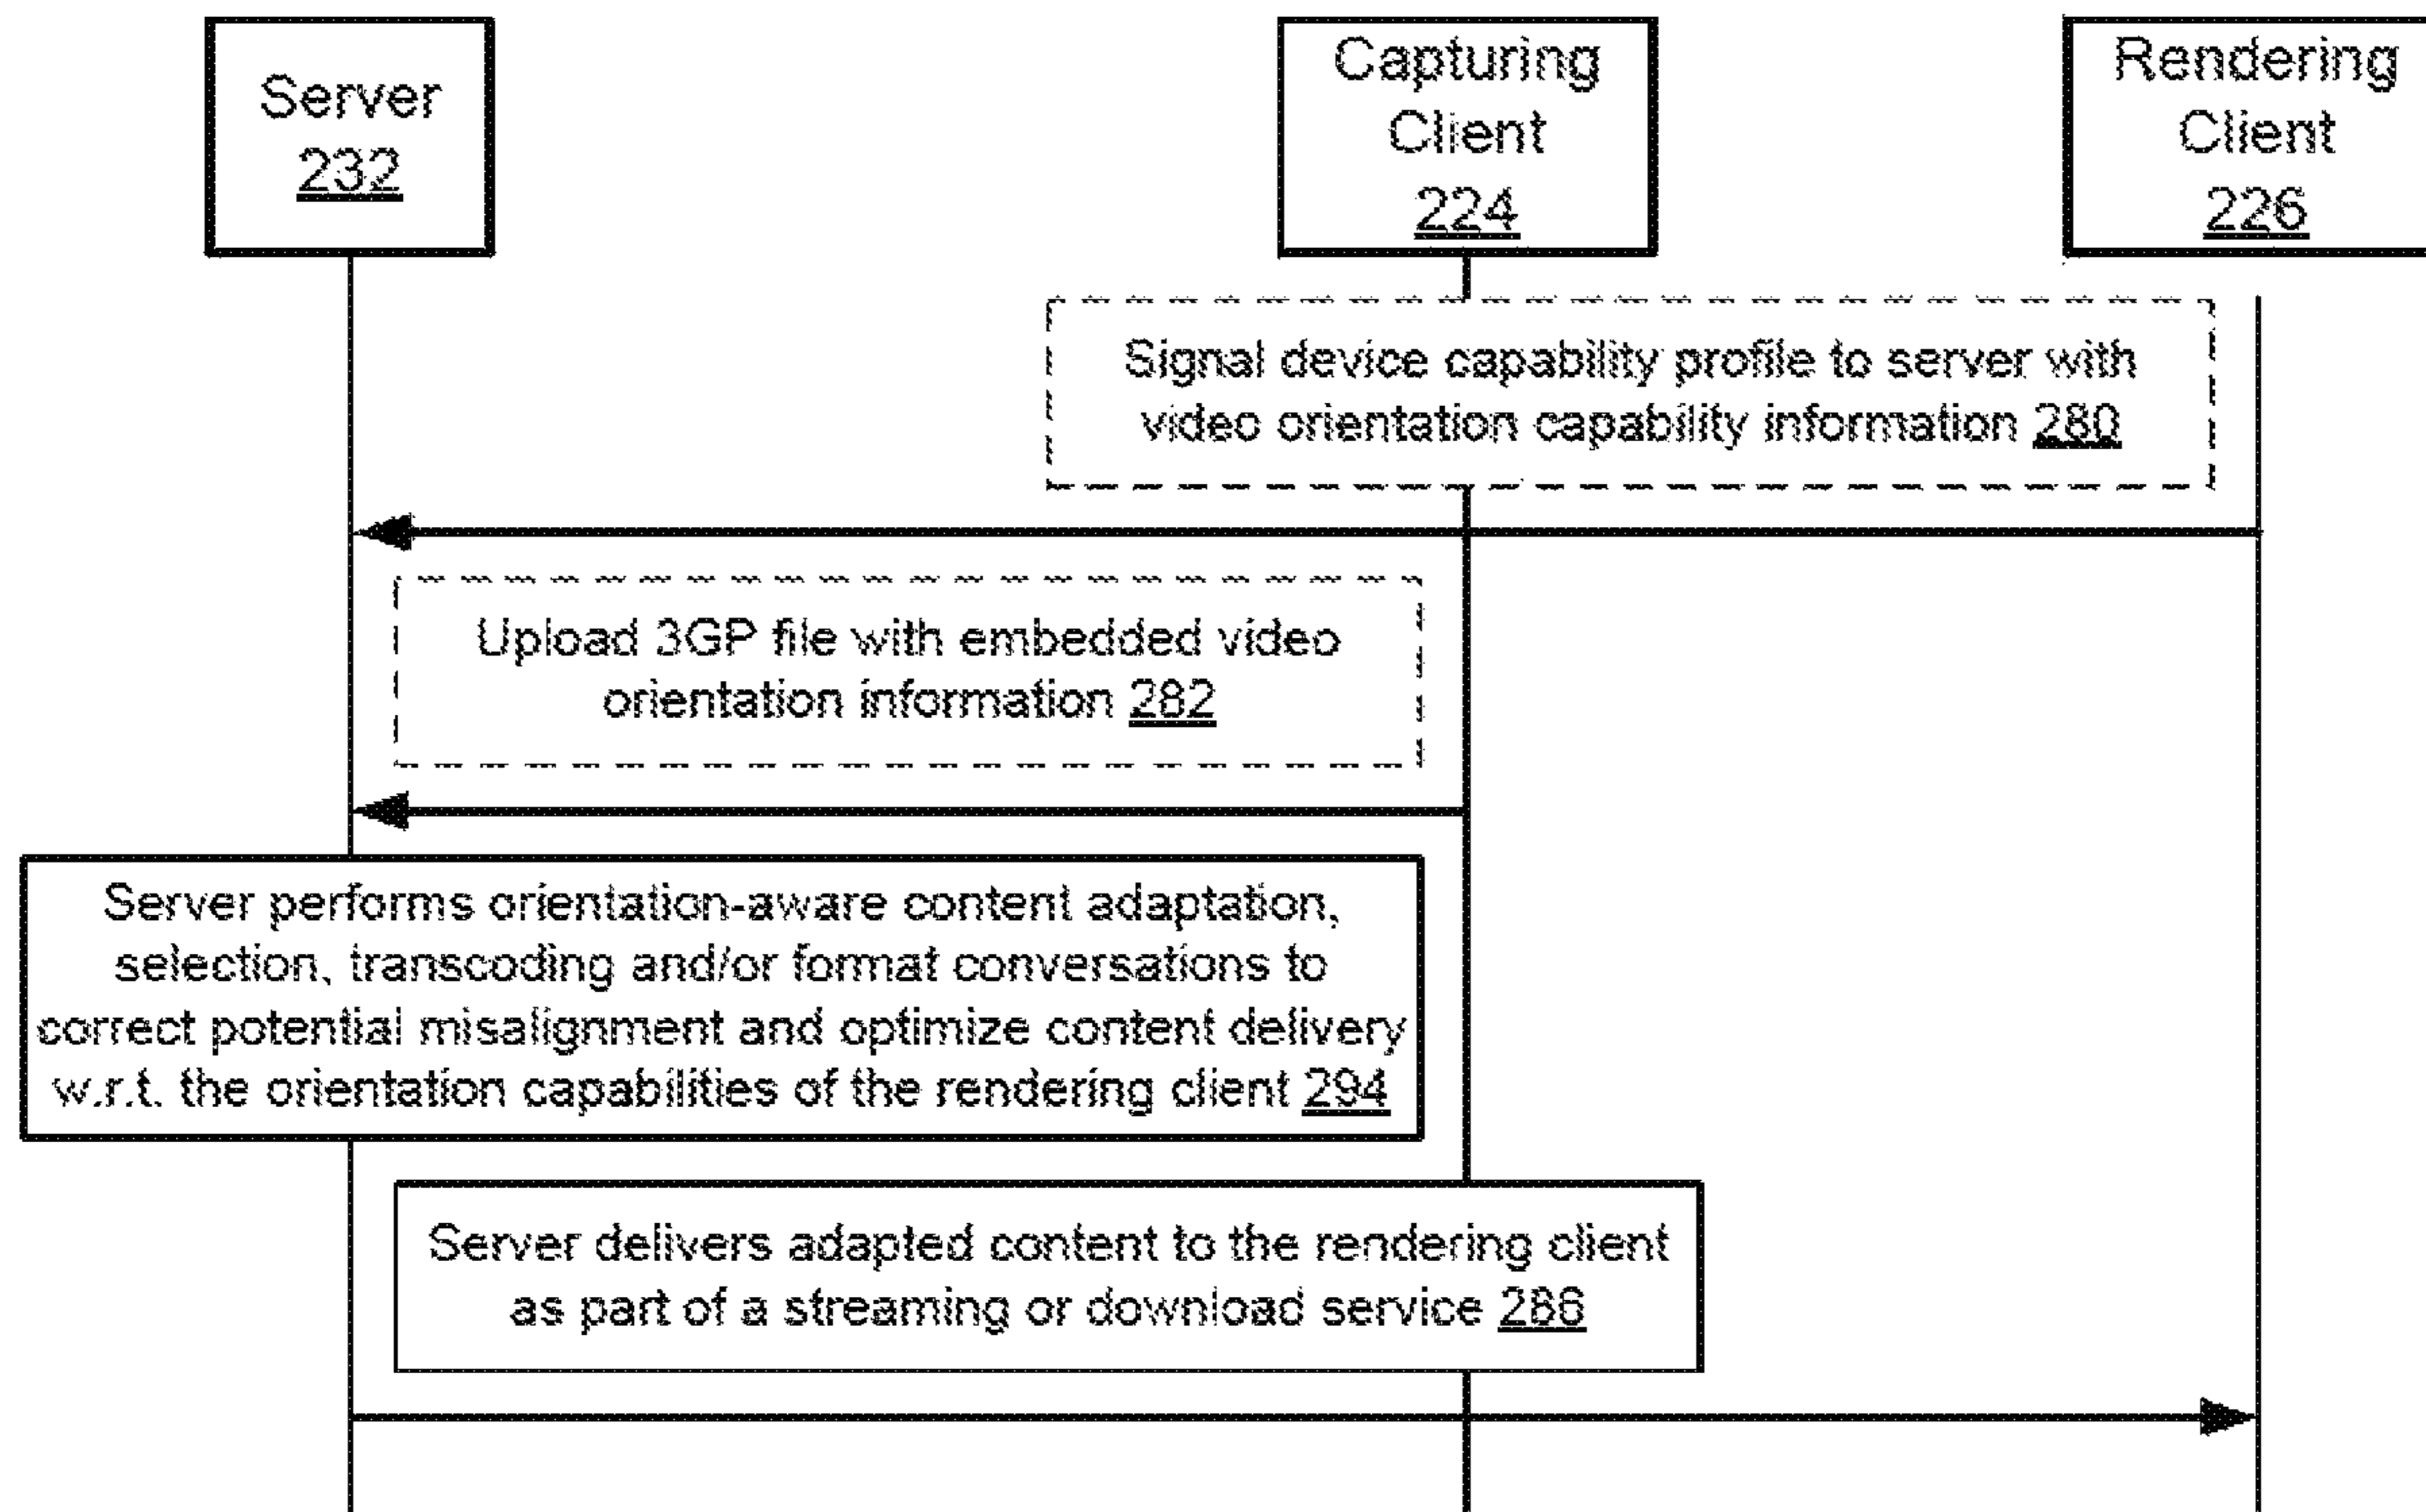 Server
232
Capturing
Client
224
Rendering
Client
226
Signal device capability profile to server with
video orientation capability information 280
Upload 3GP file with embedded video
orientation information 282
Server performs orientation-aware content adaptation,
selection, transcoding and/or format conversations to
correct potential misalignment and optimize content delivery
w.r.t. the orientation capabilities of the rendering client 294
Server delivers adapted content to the rendering client
as part of a streaming or download service 286